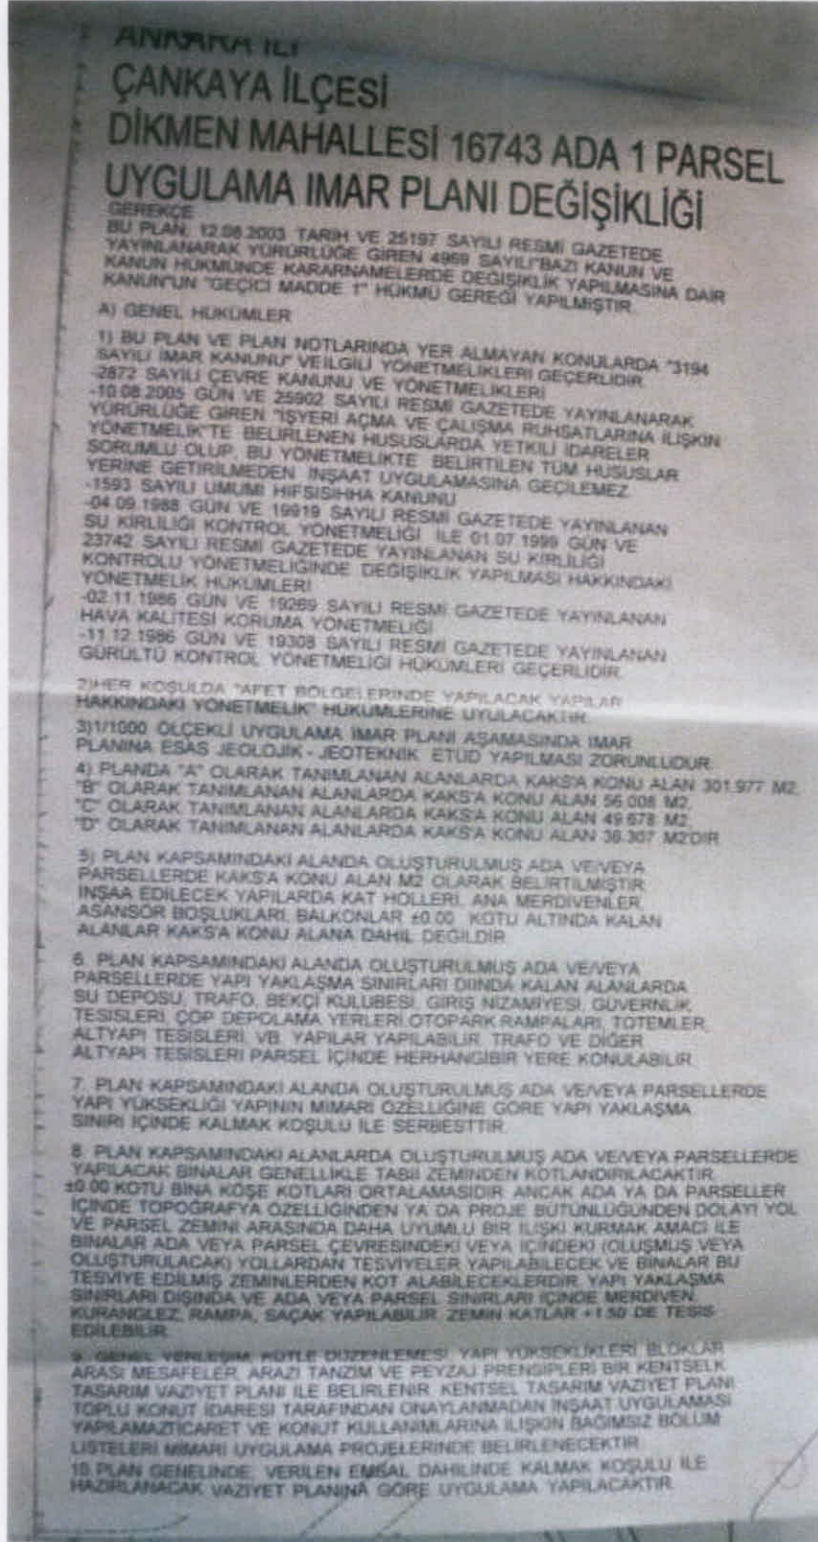 ANKARA İLİ
ÇANKAYA İLÇESİ
DİKMEN MAHALLESİ 16743 ADA 1 PARSEL
UYGULAMA IMAR PLANI DEĞİŞİKLİĞİ
GEREKÇE
BU PLAN, 12.08.2003 TARIH VE 25197 SAYILI RESMİ GAZETEDE
YAYINLANARAK YÜRÜRLÜĞE GİREN 4969 SAYILI"BAZI KANUN VE
KANUN HÜKMÜNDE KARARNAMELERDE DEĞİŞİKLİK YAPILMASINA DAİR
KANUN"UN "GEÇİCİ MADDE 1" HÜKMÜ GEREĞİ YAPILMIŞTIR.
A) GENEL HÜKÜMLER
1) BU PLAN VE PLAN NOTLARINDA YER ALMAYAN KONULARDA "3194
SAYILI İMAR KANUNU" VEİLGİLİ YÖNETMELİKLERİ GEÇERLİDİR.
-2872 SAYILI ÇEVRE KANUNU VE YÖNETMELİKLERİ
-10.08.2005 GÜN VE 25902 SAYILI RESMİ GAZETEDE YAYINLANARAK
YÜRÜRLÜĞE GİREN "İŞYERİ AÇMA VE ÇALIŞMA RUHSATLARINA İLİŞKİN
YÖNETMELİK"TE BELİRLENEN HUSUSLARDA YETKİLİ İDARELER
SORUMLU OLUP, BU YÖNETMELİKTE BELİRTİLEN TÜM HUSUSLAR
YERİNE GETİRİLMEDEN İNŞAAT UYGULAMASINA GEÇİLEMEZ.
-1593 SAYILI UMUMİ HIFSISIHHA KANUNU
-04.09.1988 GÜN VE 19919 SAYILI RESMİ GAZETEDE YAYINLANAN
SU KİRLİLİĞİ KONTROL YÖNETMELİĞİ İLE 01.07.1999 GÜN VE
23742 SAYILI RESMİ GAZETEDE YAYINLANAN SU KİRLİLİĞİ
KONTROLU YÖNETMELİĞİNDE DEĞİŞİKLİK YAPILMASI HAKKINDAKİ
YÖNETMELİK HÜKÜMLERİ
-02.11.1986 GÜN VE 19269 SAYILI RESMİ GAZETEDE YAYINLANAN
HAVA KALİTESİ KORUMA YÖNETMELİĞİ
-11.12.1986 GÜN VE 19308 SAYILI RESMİ GAZETEDE YAYINLANAN
GÜRÜLTÜ KONTROL YÖNETMELİĞİ HÜKÜMLERİ GEÇERLİDİR.
2)HER KOŞULDA "AFET BÖLGELERİNDE YAPILACAK YAPILAR
HAKKINDAKİ YÖNETMELİK" HÜKÜMLERİNE UYULACAKTIR.
3)1/1000 ÖLÇEKLİ UYGULAMA İMAR PLANI AŞAMASINDA İMAR
PLANINA ESAS JEOLOJİK - JEOTEKNİK ETÜD YAPILMASI ZORUNLUDUR.
4) PLANDA "A" OLARAK TANIMLANAN ALANLARDA KAKS'A KONU ALAN 301.977 M2,
"B" OLARAK TANIMLANAN ALANLARDA KAKS'A KONU ALAN 56.008 M2,
"C" OLARAK TANIMLANAN ALANLARDA KAKS'A KONU ALAN 49.678 M2,
"D" OLARAK TANIMLANAN ALANLARDA KAKS'A KONU ALAN 36.307 M2'DIR
5) PLAN KAPSAMINDAKİ ALANDA OLUŞTURULMUŞ ADA VE/VEYA
PARSELLERDE KAKS'A KONU ALAN M2 OLARAK BELİRTİLMİŞTİR.
İNŞAA EDİLECEK YAPILARDA KAT HOLLERİ, ANA MERDİVENLER,
ASANSÖR BOŞLUKLARI, BALKONLAR ±0.00 KOTU ALTINDA KALAN
ALANLAR KAKS'A KONU ALANA DAHİL DEĞİLDİR.
6. PLAN KAPSAMINDAKİ ALANDA OLUŞTURULMUŞ ADA VE/VEYA
PARSELLERDE YAPI YAKLAŞMA SINIRLARI DIINDA KALAN ALANLARDA
SU DEPOSU, TRAFO, BEKÇİ KULÜBESİ, GİRİŞ NİZAMİYESİ, GÜVERNLİK
TESİSLERİ, ÇÖP DEPOLAMA YERLERİ,OTOPARK RAMPALARI, TOTEMLER,
ALTYAPI TESİSLERİ, VB. YAPILAR YAPILABİLİR. TRAFO VE DİĞER
ALTYAPI TESİSLERİ PARSEL İÇİNDE HERHANGİBİR YERE KONULABİLİR.
7. PLAN KAPSAMINDAKİ ALANDA OLUŞTURULMUŞ ADA VE/VEYA PARSELLERDE
YAPI YÜKSEKLİĞİ YAPININ MİMARİ ÖZELLİĞİNE GÖRE YAPI YAKLAŞMA
SINIRI İÇİNDE KALMAK KOŞULU İLE SERBESTTİR.
8. PLAN KAPSAMINDAKİ ALANLARDA OLUŞTURULMUŞ ADA VE/VEYA PARSELLERDE
YAPILACAK BİNALAR GENELLİKLE TABİİ ZEMİNDEN KOTLANDIRILACAKTIR.
±0.00 KOTU BİNA KÖŞE KOTLARI ORTALAMASIDIR. ANCAK ADA YA DA PARSELLER
İÇİNDE TOPOGRAFYA ÖZELLİĞİNDEN YA DA PROJE BÜTÜNLÜĞÜNDEN DOLAYI YOL
VE PARSEL ZEMİNİ ARASINDA DAHA UYUMLU BİR İLİŞKİ KURMAK AMACI İLE
BİNALAR ADA VEYA PARSEL ÇEVRESİNDEKİ VEYA İÇİNDEKİ (OLUŞMUŞ VEYA
OLUŞTURULACAK) YOLLARDAN TESVİYELER YAPILABİLECEK VE BİNALAR BU
TESVİYE EDİLMİŞ ZEMİNLERDEN KOT ALABİLECEKLERDİR. YAPI YAKLAŞMA
SINIRLARI DIŞINDA VE ADA VEYA PARSEL SINIRLARI İÇİNDE MERDİVEN,
KURANGLEZ, RAMPA, SAÇAK YAPILABİLİR. ZEMİN KATLAR +1.50 DE TESİS
EDİLEBİLİR.
9. GENEL YERLEŞİM, KÜTLE DÜZENLEMESİ, YAPI YÜKSEKLİKLERİ, BLOKLAR
ARASI MESAFELER, ARAZİ TANZİM VE PEYZAJ PRENSİPLERİ BİR KENTSELK
TASARIM VAZİYET PLANI İLE BELİRLENİR. KENTSEL TASARIM VAZİYET PLANI
TOPLU KONUT İDARESİ TARAFINDAN ONAYLANMADAN İNŞAAT UYGULAMASI
YAPILAMAZ.TİCARET VE KONUT KULLANIMLARINA İLİŞKİN BAĞIMSIZ BÖLÜM
LİSTELERİ MİMARİ UYGULAMA PROJELERİNDE BELİRLENECEKTİR.
10.PLAN GENELİNDE, VERİLEN EMSAL DAHİLİNDE KALMAK KOŞULU İLE
HAZIRLANACAK VAZİYET PLANINA GÖRE UYGULAMA YAPILACAKTIR.